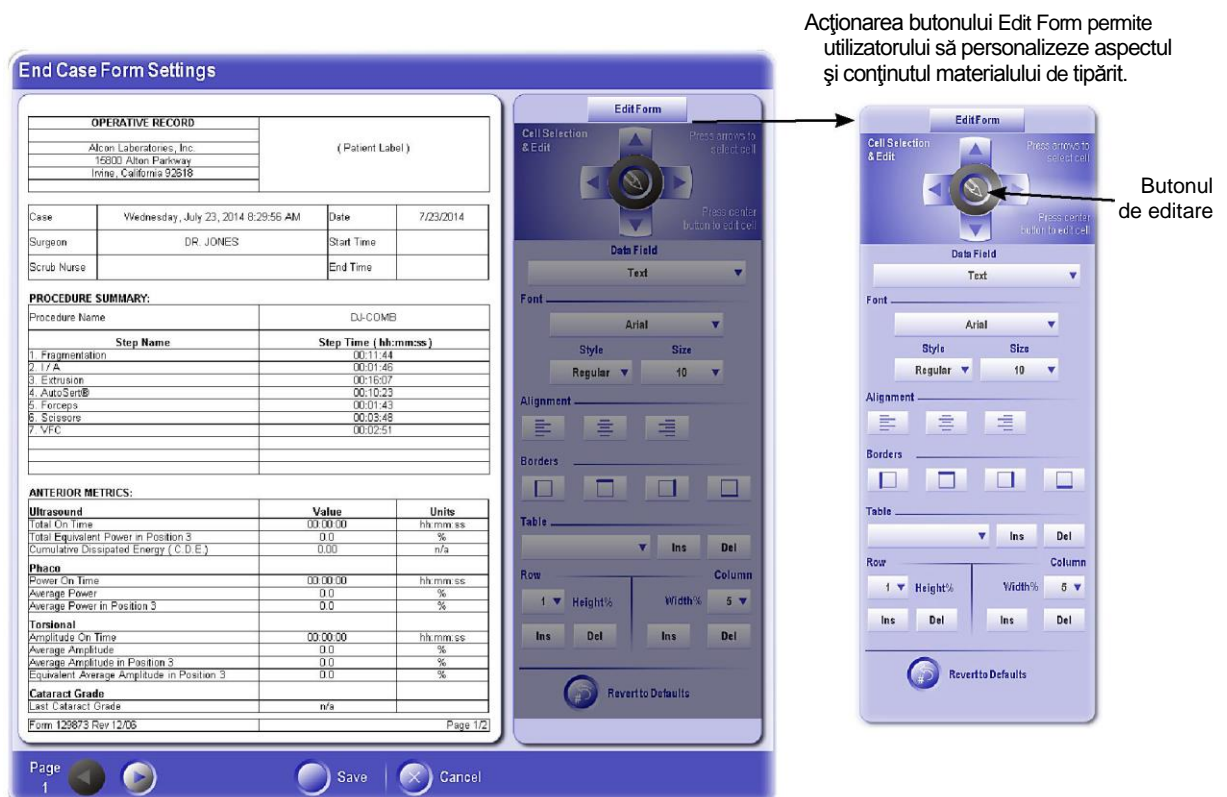 Acţionarea butonului Edit Form permite
utilizatorului să personalizeze aspectul
şi conţinutul materialului de tipărit.
End Case Form Settings
OPERATIVE RECORD
Alcon Laboratories, Inc.
15800 Alton Parkway
Irvine, California 92618
( Patient Label )
Case Wednesday, July 23, 2014 8:29:56 AM Date 7/23/2014
Surgeon DR. JONES Start Time
Scrub Nurse End Time
PROCEDURE SUMMARY:
Procedure Name DJ-COMB
Step Name Step Time ( hh:mm:ss )
1. Fragmentation 00:11:44
2. I / A 00:01:46
3. Extrusion 00:16:07
4. AutoSert® 00:10:23
5. Forceps 00:01:43
6. Scissors 00:03:48
7. VFC 00:02:51
ANTERIOR METRICS:
Ultrasound Value Units
Total On Time 00:00:00 hh:mm:ss
Total Equivalent Power in Position 3 0.0 %
Cumulative Dissipated Energy ( C.D.E.) 0.00 n/a
Phaco
Power On Time 00:00:00 hh:mm:ss
Average Power 0.0 %
Average Power in Position 3 0.0 %
Torsional
Amplitude On Time 00:00:00 hh:mm:ss
Average Amplitude 0.0 %
Average Amplitude in Position 3 0.0 %
Equivalent Average Amplitude in Position 3 0.0 %
Cataract Grade
Last Cataract Grade n/a
Form 129873 Rev 12/06 Page 1/2
Edit Form
Cell Selection
& Edit
Press arrows to
select cell
Press center
button to edit cell
Data Field
Text
Font
Arial
Style Size
Regular 10
Alignment
Borders
Table
Ins Del
Row Column
1 Height% Width% 5
Ins Del Ins Del
Revert to Defaults
Page
1
Save
Cancel
Edit Form
Cell Selection
& Edit
Press arrows to
select cell
Press center
button to edit cell
Data Field
Text
Font
Arial
Style Size
Regular 10
Alignment
Borders
Table
Ins Del
Row Column
1 Height% Width% 5
Ins Del Ins Del
Revert to Defaults
Butonul
de editare